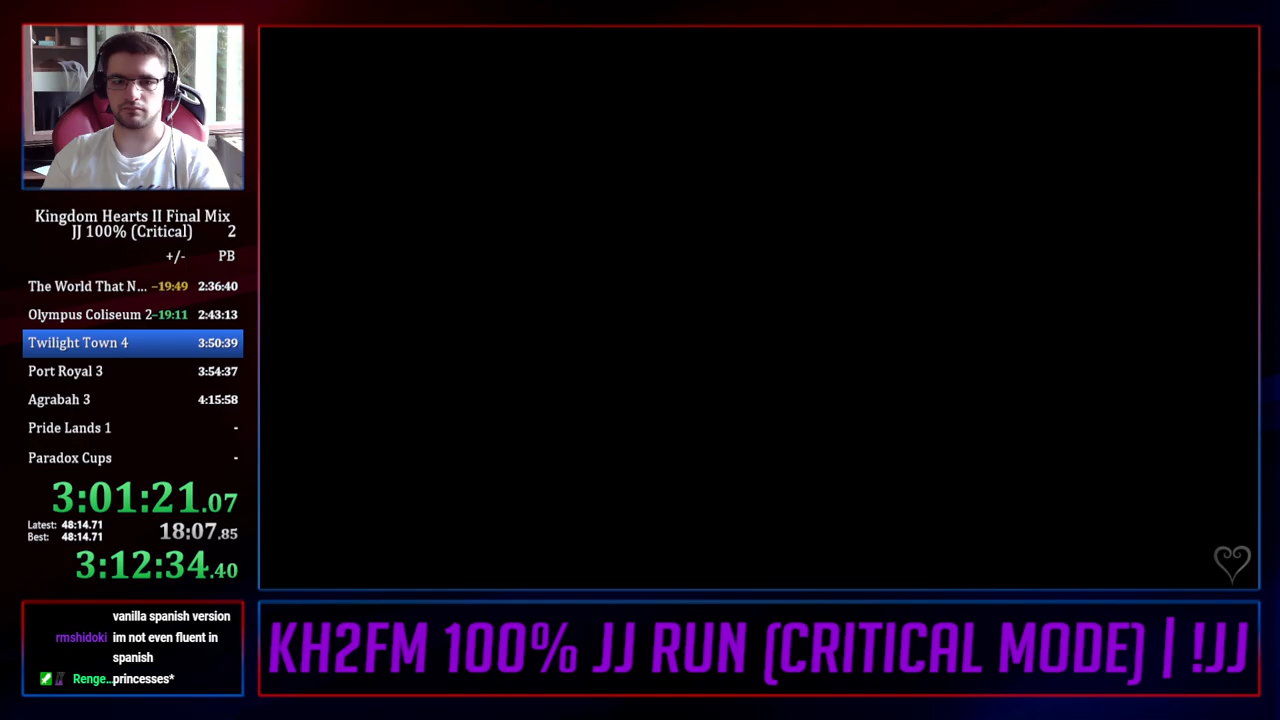 Kingdom Hearts II Final Mix
JJ 100% (Critical) 2
+/- PB
The World That N... −19:49 2:36:40
Olympus Coliseum 2 −19:11 2:43:13
Twilight Town 4 3:50:39
Port Royal 3 3:54:37
Agrabah 3 4:15:58
Pride Lands 1 -
Paradox Cups -
3:01:21.07
Latest: 48:14.71
Best: 48:14.71
18:07.85
3:12:34.40
vanilla spanish version
rmshidoki im not even fluent in
spanish
Renge... princesses*
KH2FM 100% JJ RUN (CRITICAL MODE) | !JJ